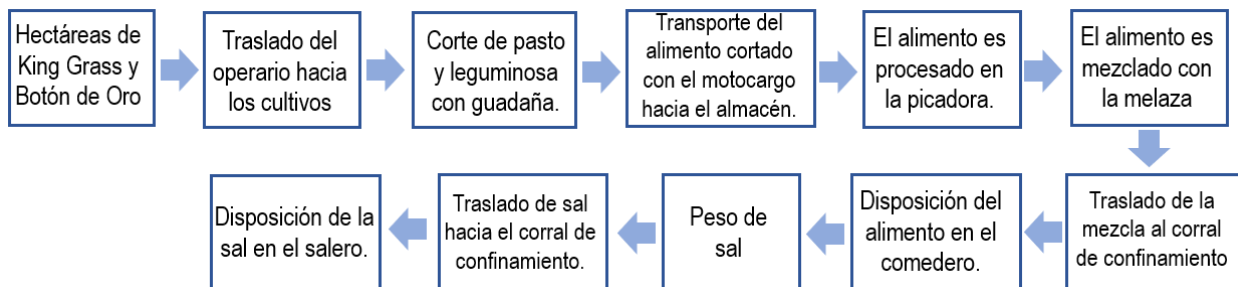 Hectáreas de
King Grass y
Botón de Oro
Traslado del
operario hacia
los cultivos
Corte de pasto
y leguminosa
con guadaña.
Transporte del
alimento cortado
con el motocargo
hacia el almacén.
El alimento es
procesado en
la picadora.
El alimento es
mezclado con
la melaza
Traslado de la
mezcla al corral
de confinamiento
Disposición del
alimento en el
comedero.
Peso de
sal
Traslado de sal
hacia el corral de
confinamiento.
Disposición de la
sal en el salero.